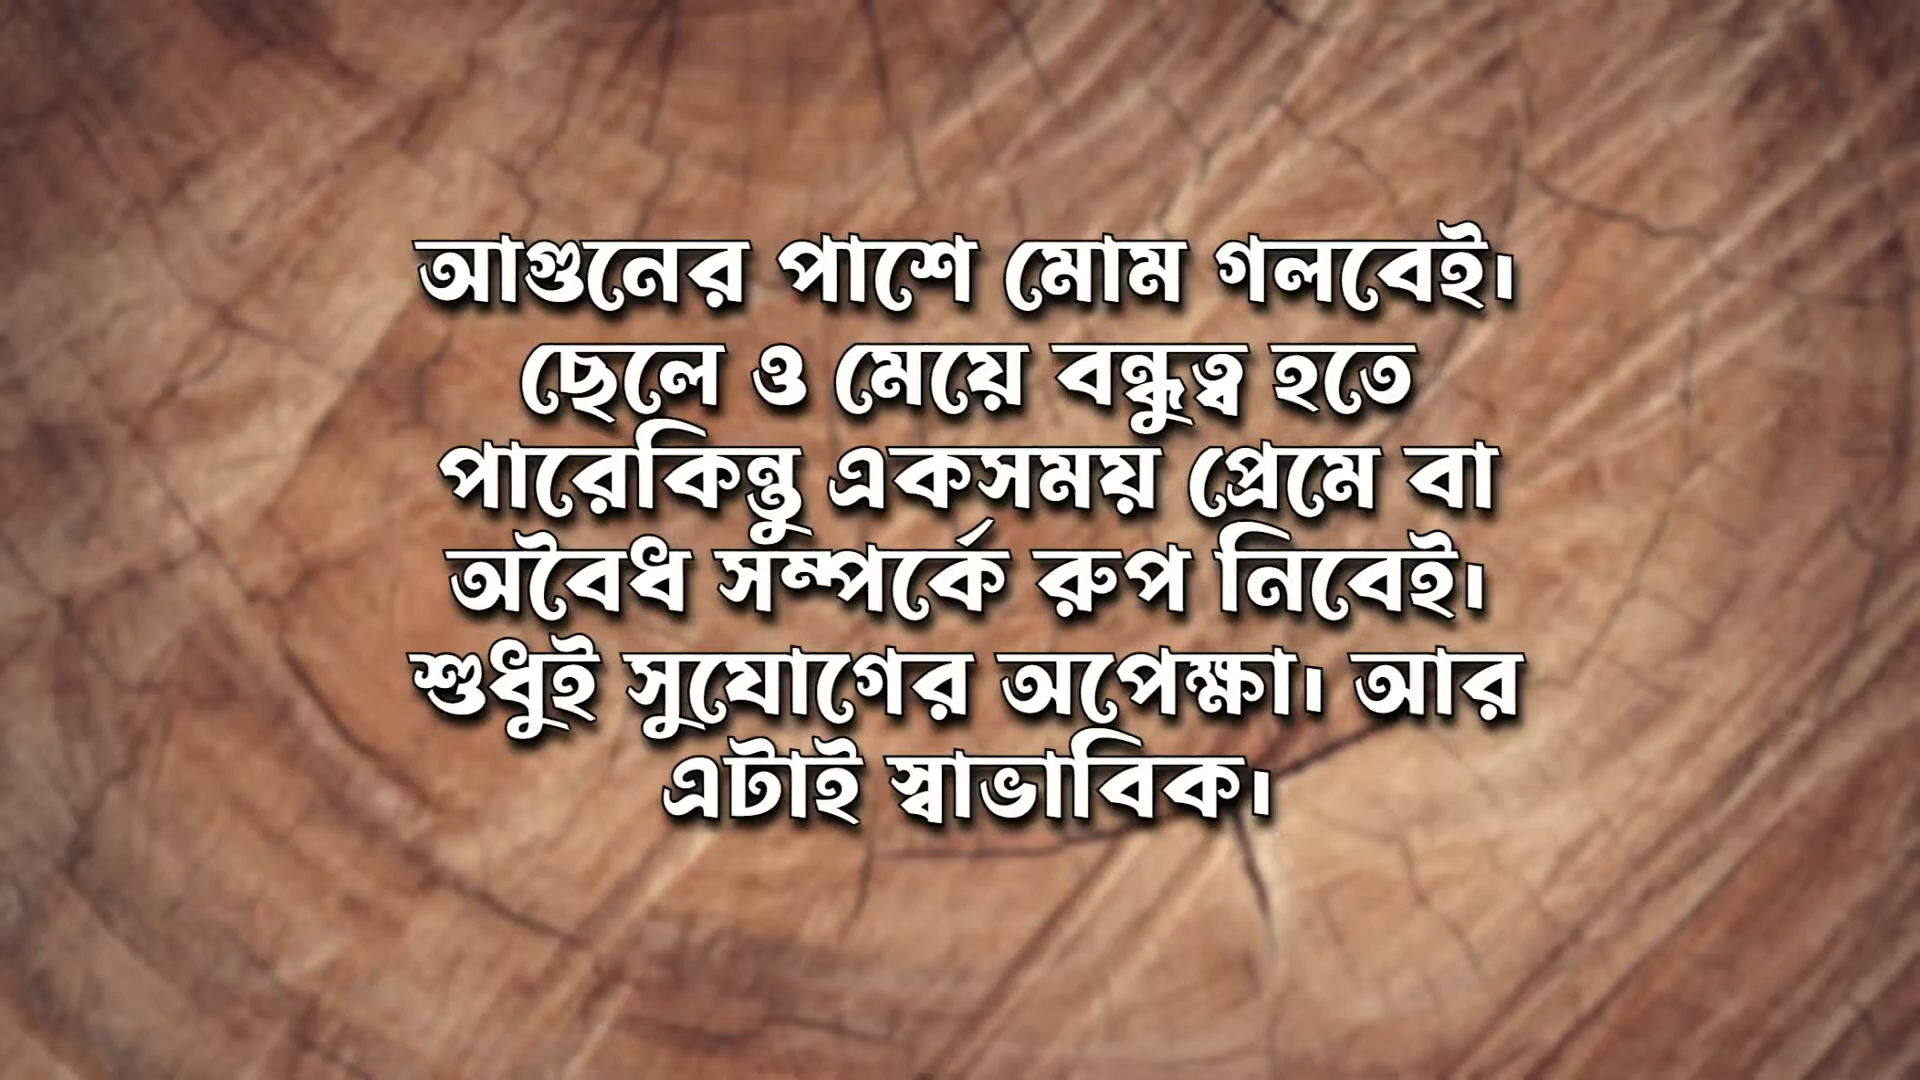 আগুনের পাশে মোম গলবেই।
ছেলে ও মেয়ে বন্ধুত্ব হতে
পারেকিন্তু একসময় প্রেমে বা
অবৈধ সম্পর্কে রুপ নিবেই।
শুধুই সুযোগের অপেক্ষা। আর
এটাই স্বাভাবিক।